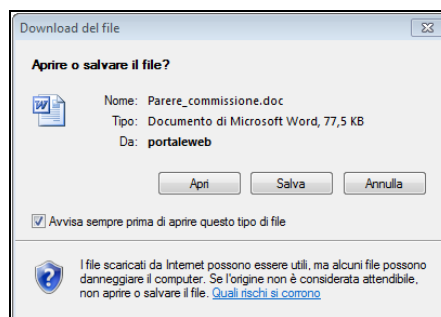 Download del file
Aprire o salvare il file?
Nome: Parere_commissione.doc
Tipo: Documento di Microsoft Word, 77,5 KB
Da: portaleweb
Apri Salva Annulla
Avvisa sempre prima di aprire questo tipo di file
I file scaricati da Internet possono essere utili, ma alcuni file possono
danneggiare il computer. Se l'origine non è considerata attendibile,
non aprire o salvare il file. Quali rischi si corrono